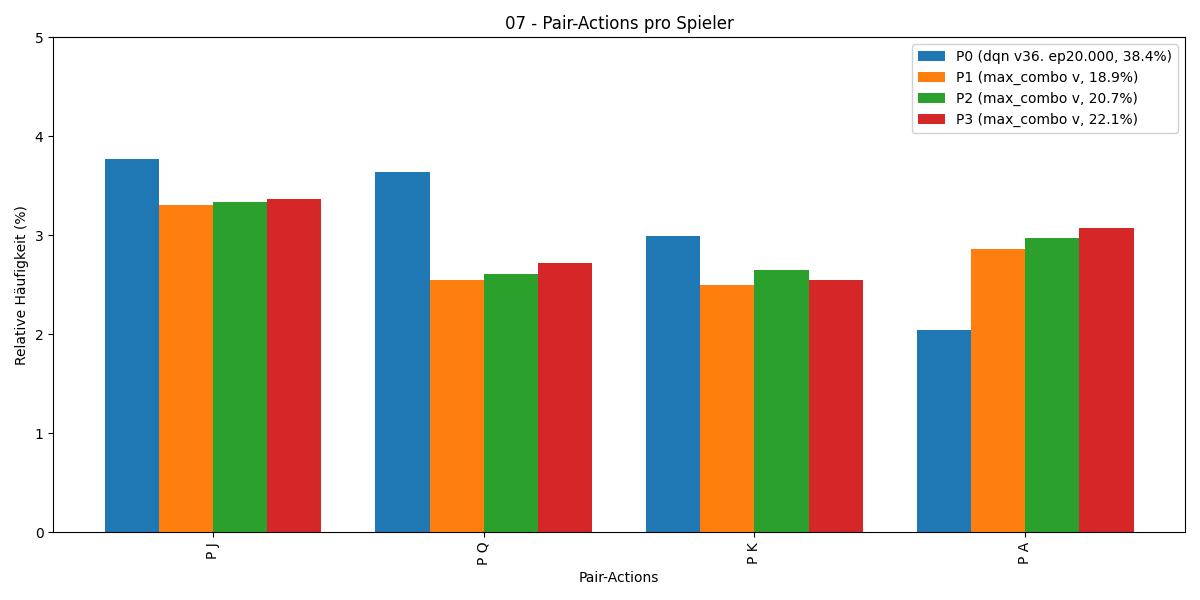 07 - Pair-Actions pro Spieler
P0 (dqn v36. ep20.000, 38.4%)
P1 (max_combo v, 18.9%)
P2 (max_combo v, 20.7%)
P3 (max_combo v, 22.1%)
Relative Häufigkeit (%)
5
4
3
2
1
0
P J
P Q
P K
P A
Pair-Actions